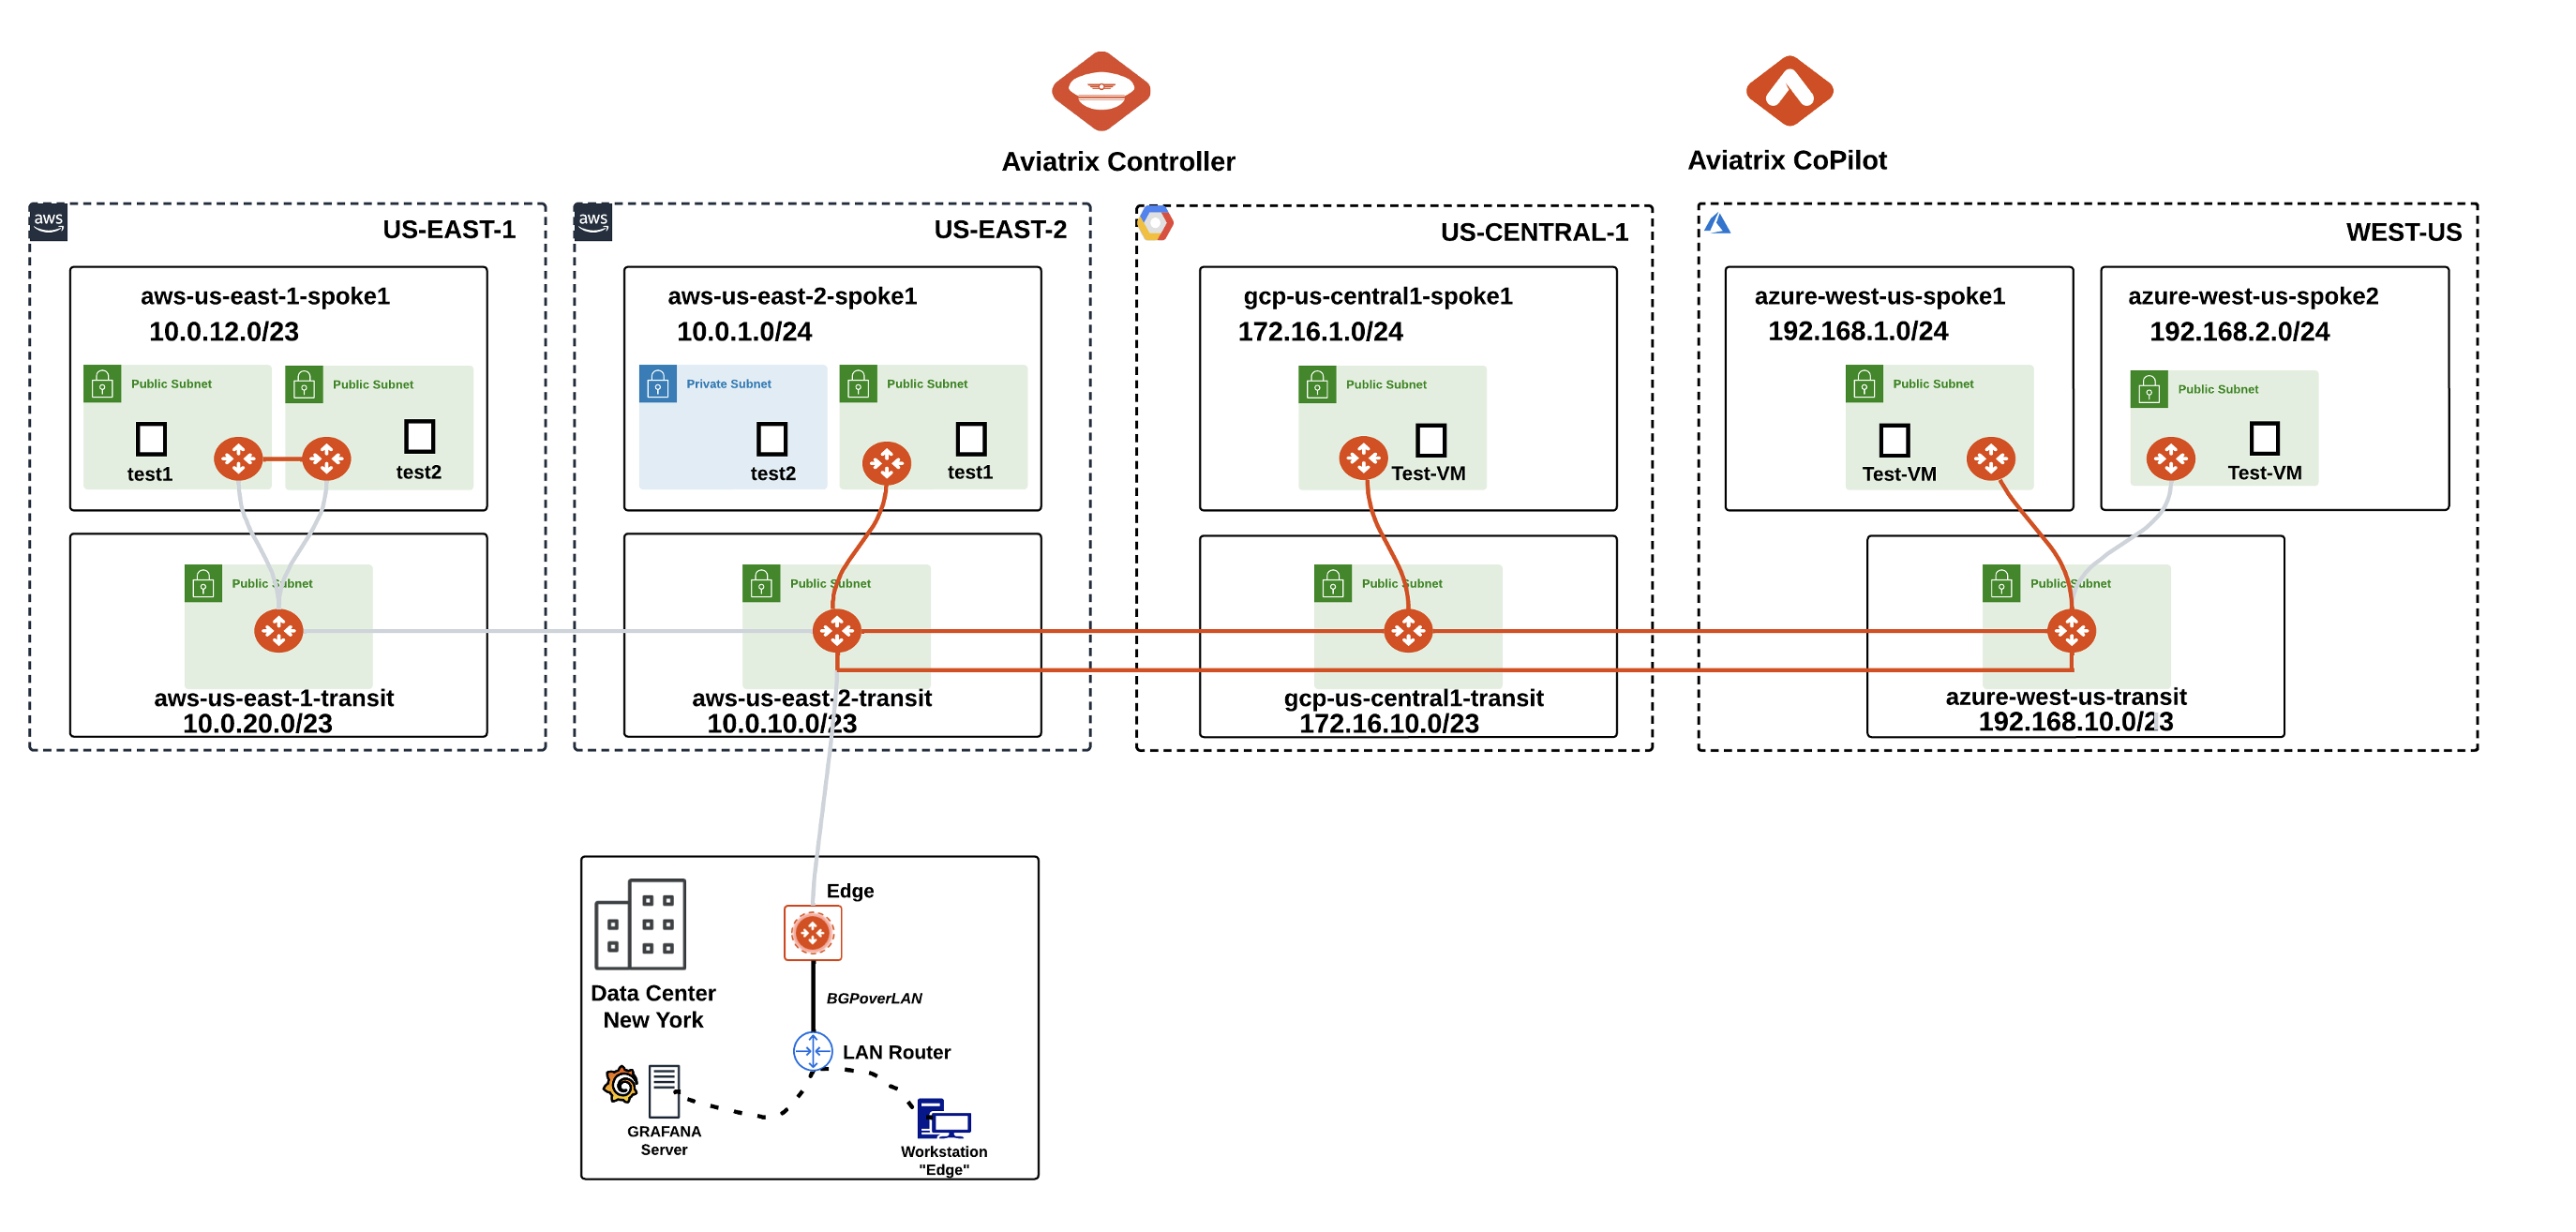 Aviatrix Controller
Aviatrix CoPilot
aws
US-EAST-1
aws-us-east-1-spoke1
10.0.12.0/23
Public Subnet
Public Subnet
test1
test2
Public Subnet
aws-us-east-1-transit
10.0.20.0/23
aws
US-EAST-2
aws-us-east-2-spoke1
10.0.1.0/24
Private Subnet
Public Subnet
test2
test1
Public Subnet
aws-us-east-2-transit
10.0.10.0/23
US-CENTRAL-1
gcp-us-central1-spoke1
172.16.1.0/24
Public Subnet
Test-VM
Public Subnet
gcp-us-central1-transit
172.16.10.0/23
WEST-US
azure-west-us-spoke1
192.168.1.0/24
Public Subnet
Test-VM
azure-west-us-spoke2
192.168.2.0/24
Public Subnet
Test-VM
Public Subnet
azure-west-us-transit
192.168.10.0/23
Edge
Data Center
New York
BGPoverLAN
LAN Router
GRAFANA
Server
Workstation
"Edge"